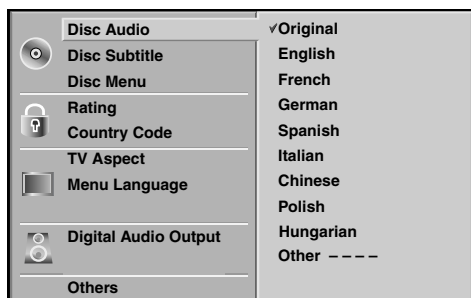 Disc Audio
Disc Subtitle
Disc Menu
Rating
Country Code
TV Aspect
Menu Language
Digital Audio Output
Others
✓Original
English
French
German
Spanish
Italian
Chinese
Polish
Hungarian
Other – – – –